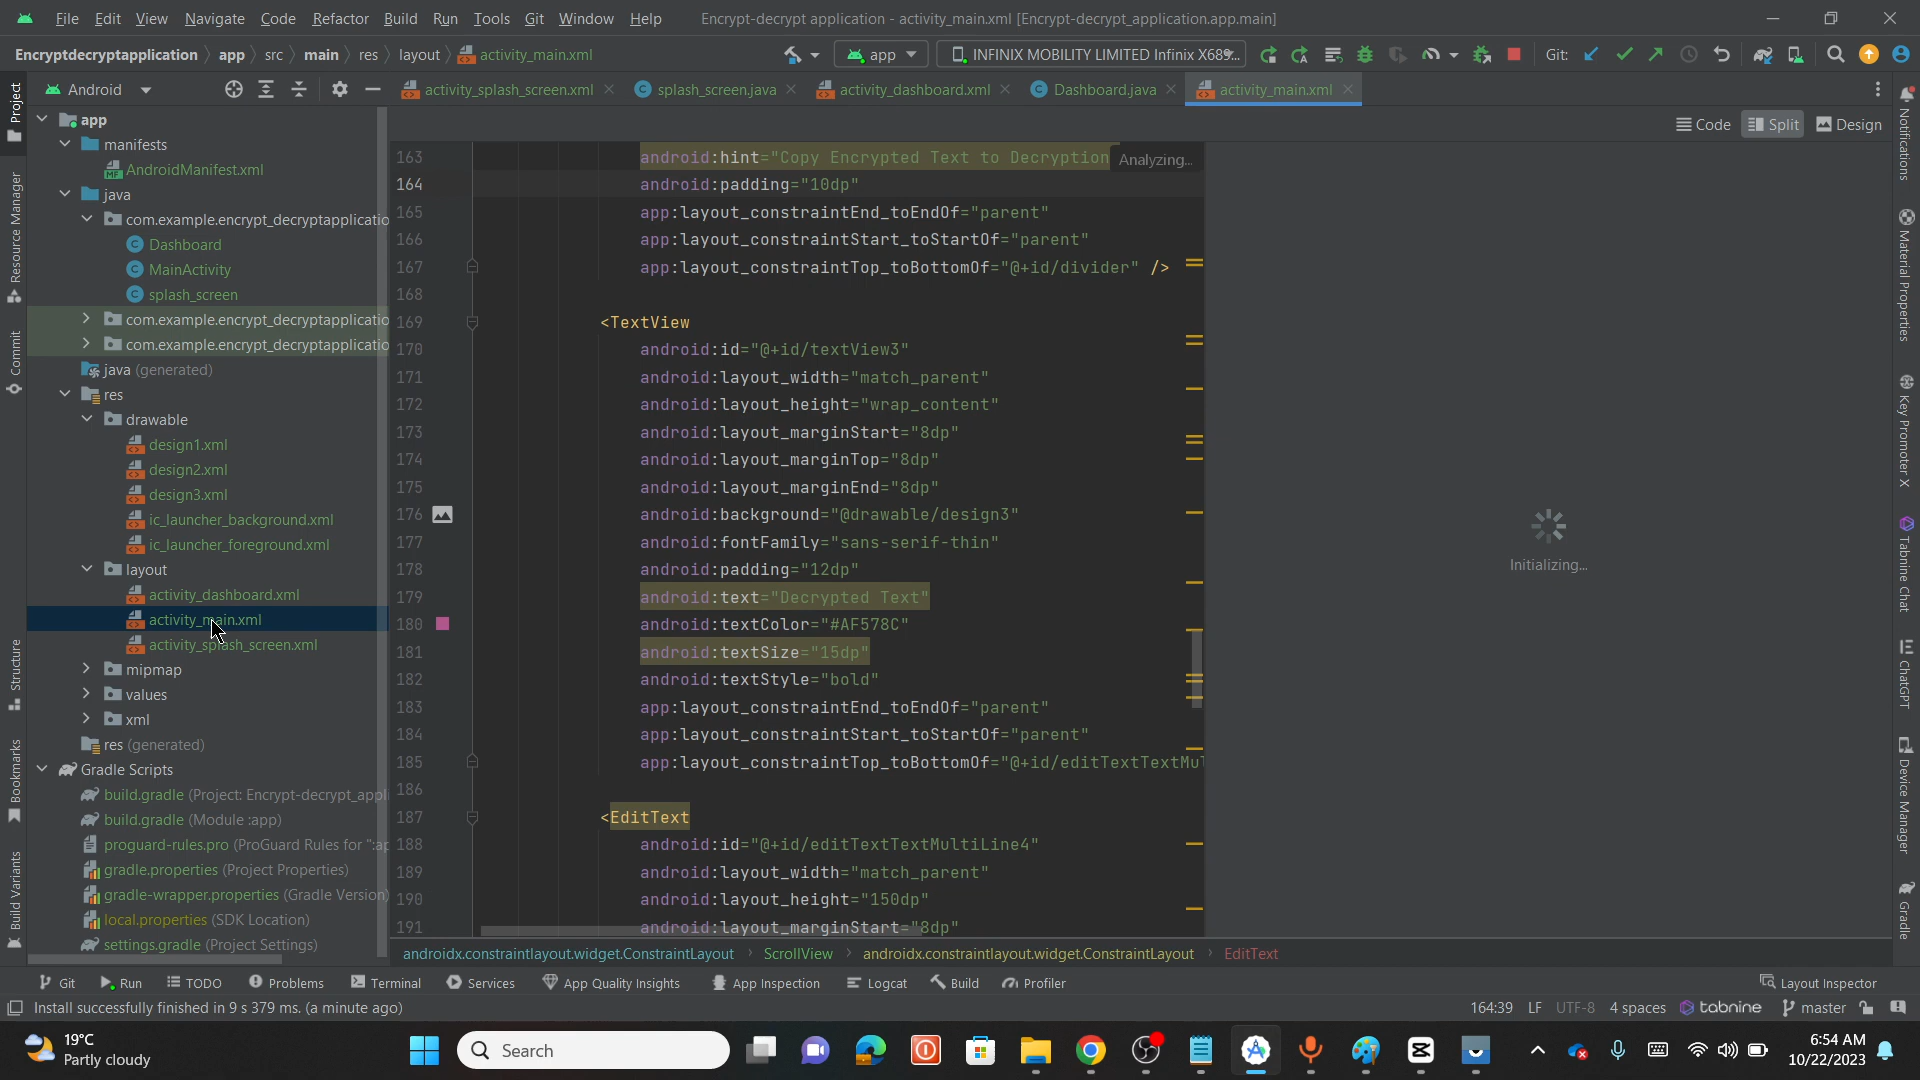 File Edit View Navigate Code Refactor Build Run Tools Git Window Help Encrypt-decrypt application - activity_main.xml [Encrypt-decrypt_application.app.main]
Encryptdecryptapplication app src main res layout activity_main.xml app INFINIX MOBILITY LIMITED Infinix X689... Git:
Android activity_splash_screen.xml splash_screen.java activity_dashboard.xml Dashboard.java activity_main.xml
Code Split Design
Project
Resource Manager
Commit
Structure
Bookmarks
Build Variants
app
manifests
AndroidManifest.xml
java
com.example.encrypt_decryptapplicatio
Dashboard
MainActivity
splash_screen
com.example.encrypt_decryptapplicatio
com.example.encrypt_decryptapplicatio
java (generated)
res
drawable
design1.xml
design2.xml
design3.xml
ic_launcher_background.xml
ic_launcher_foreground.xml
layout
activity_dashboard.xml
activity_main.xml
activity_splash_screen.xml
mipmap
values
xml
res (generated)
Gradle Scripts
build.gradle (Project: Encrypt-decrypt_appl
build.gradle (Module :app)
proguard-rules.pro (ProGuard Rules for ":ap
gradle.properties (Project Properties)
gradle-wrapper.properties (Gradle Version)
local.properties (SDK Location)
settings.gradle (Project Settings)
163 android:hint="Copy Encrypted Text to Decryption Analyzing...
164 android:padding="10dp"
165 app:layout_constraintEnd_toEndOf="parent"
166 app:layout_constraintStart_toStartOf="parent"
167 app:layout_constraintTop_toBottomOf="@+id/divider" />
168
169 <TextView
170 android:id="@+id/textView3"
171 android:layout_width="match_parent"
172 android:layout_height="wrap_content"
173 android:layout_marginStart="8dp"
174 android:layout_marginTop="8dp"
175 android:layout_marginEnd="8dp"
176 android:background="@drawable/design3"
177 android:fontFamily="sans-serif-thin"
178 android:padding="12dp"
179 android:text="Decrypted Text"
180 android:textColor="#AF578C"
181 android:textSize="15dp"
182 android:textStyle="bold"
183 app:layout_constraintEnd_toEndOf="parent"
184 app:layout_constraintStart_toStartOf="parent"
185 app:layout_constraintTop_toBottomOf="@+id/editTextTextMul
186
187 <EditText
188 android:id="@+id/editTextTextMultiLine4"
189 android:layout_width="match_parent"
190 android:layout_height="150dp"
191 android:layout_marginStart="8dp"
Initializing...
Notifications
Material Properties
Key Promoter X
Tabnine Chat
ChatGPT
Device Manager
Gradle
androidx.constraintlayout.widget.ConstraintLayout ScrollView androidx.constraintlayout.widget.ConstraintLayout EditText
Git Run TODO Problems Terminal Services App Quality Insights App Inspection Logcat Build Profiler Layout Inspector
Install successfully finished in 9 s 379 ms. (a minute ago) 164:39 LF UTF-8 4 spaces tabnine master
19°C
Partly cloudy
Search
6:54 AM
10/22/2023